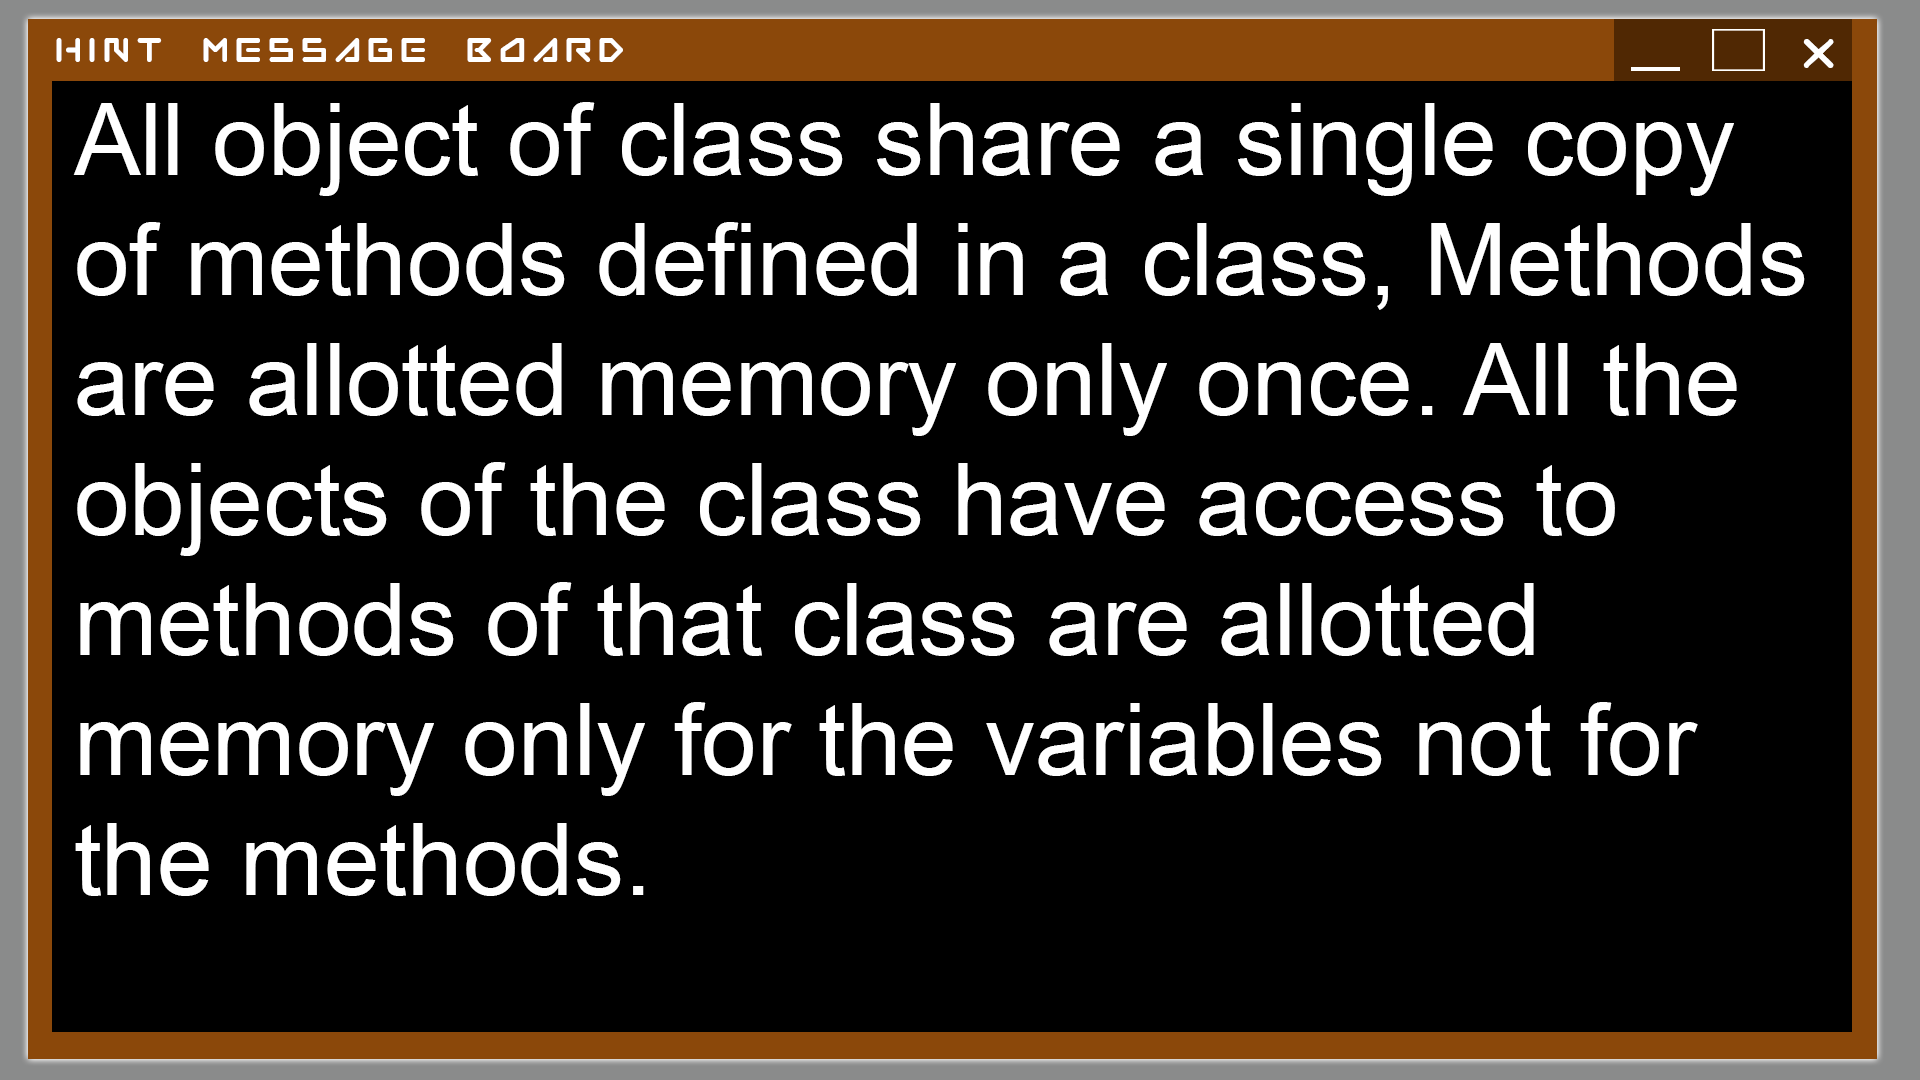 HINT MESSAGE BOARD
All object of class share a single copy
of methods defined in a class, Methods
are allotted memory only once. All the
objects of the class have access to
methods of that class are allotted
memory only for the variables not for
the methods.